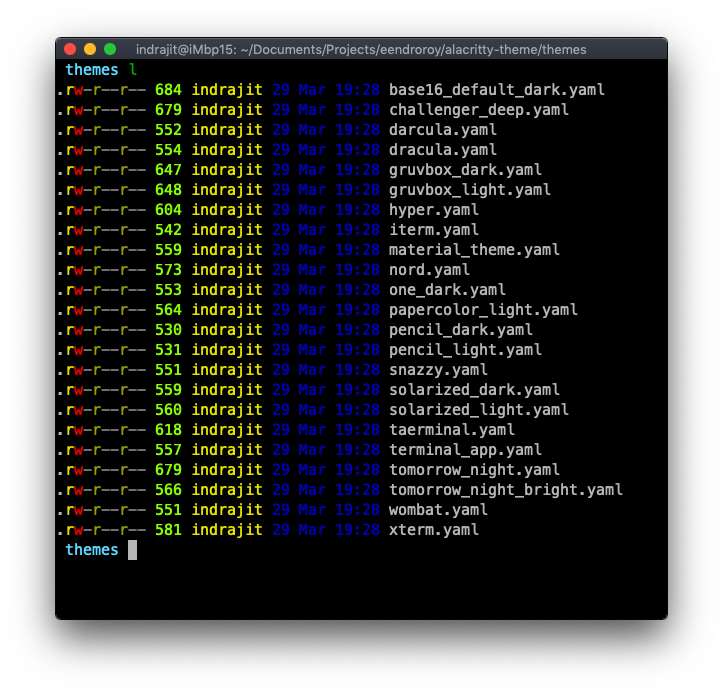 indrajit@iMbp15: ~/Documents/Projects/eendroroy/alacritty-theme/themes
themes l
.rw-r--r-- 684 indrajit 29 Mar 19:28 base16_default_dark.yaml
.rw-r--r-- 679 indrajit 29 Mar 19:28 challenger_deep.yaml
.rw-r--r-- 552 indrajit 29 Mar 19:28 darcula.yaml
.rw-r--r-- 554 indrajit 29 Mar 19:28 dracula.yaml
.rw-r--r-- 647 indrajit 29 Mar 19:28 gruvbox_dark.yaml
.rw-r--r-- 648 indrajit 29 Mar 19:28 gruvbox_light.yaml
.rw-r--r-- 604 indrajit 29 Mar 19:28 hyper.yaml
.rw-r--r-- 542 indrajit 29 Mar 19:28 iterm.yaml
.rw-r--r-- 559 indrajit 29 Mar 19:28 material_theme.yaml
.rw-r--r-- 573 indrajit 29 Mar 19:28 nord.yaml
.rw-r--r-- 553 indrajit 29 Mar 19:28 one_dark.yaml
.rw-r--r-- 564 indrajit 29 Mar 19:28 papercolor_light.yaml
.rw-r--r-- 530 indrajit 29 Mar 19:28 pencil_dark.yaml
.rw-r--r-- 531 indrajit 29 Mar 19:28 pencil_light.yaml
.rw-r--r-- 551 indrajit 29 Mar 19:28 snazzy.yaml
.rw-r--r-- 559 indrajit 29 Mar 19:28 solarized_dark.yaml
.rw-r--r-- 560 indrajit 29 Mar 19:28 solarized_light.yaml
.rw-r--r-- 618 indrajit 29 Mar 19:28 taerminal.yaml
.rw-r--r-- 557 indrajit 29 Mar 19:28 terminal_app.yaml
.rw-r--r-- 679 indrajit 29 Mar 19:28 tomorrow_night.yaml
.rw-r--r-- 566 indrajit 29 Mar 19:28 tomorrow_night_bright.yaml
.rw-r--r-- 551 indrajit 29 Mar 19:28 wombat.yaml
.rw-r--r-- 581 indrajit 29 Mar 19:28 xterm.yaml
themes